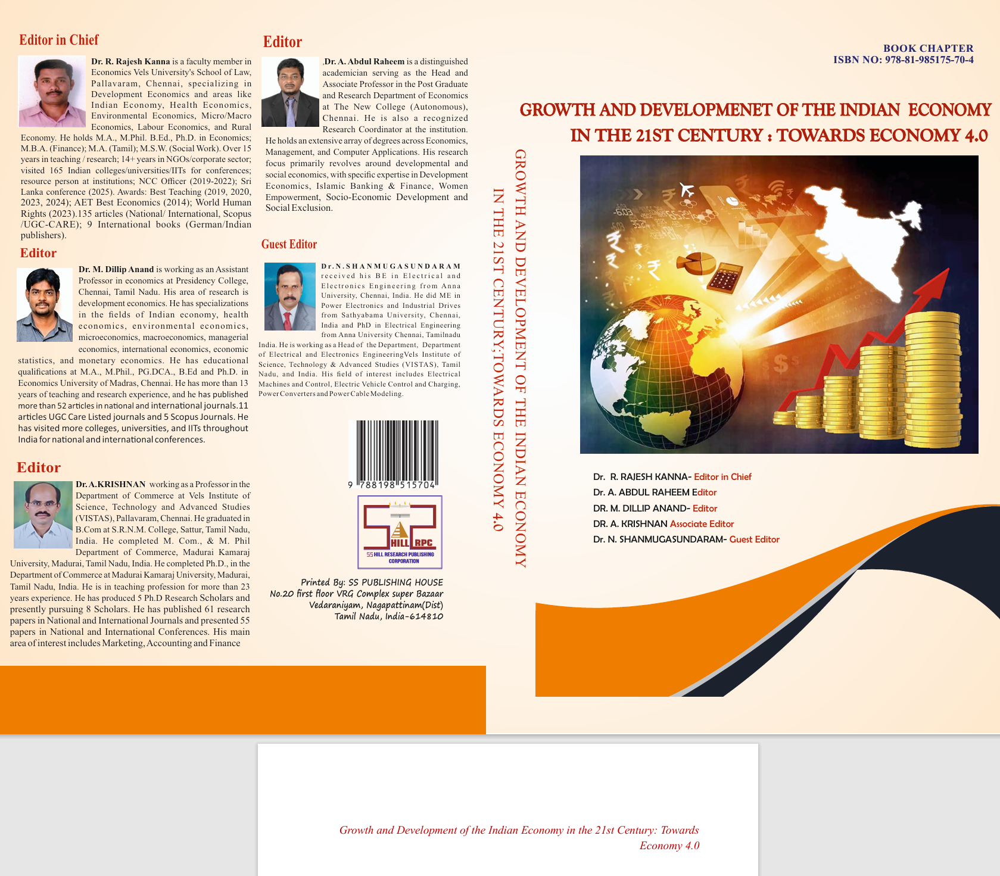 Editor in Chief
Dr. R. Rajesh Kanna is a faculty member in
Economics Vels University's School of Law,
Pallavaram, Chennai, specializing in
Development Economics and areas like
Indian Economy, Health Economics,
Environmental Economics, Micro/Macro
Economics, Labour Economics, and Rural
Economy. He holds M.A., M.Phil. B.Ed., Ph.D. in Economics;
M.B.A. (Finance); M.A. (Tamil); M.S.W. (Social Work). Over 15
years in teaching / research; 14+ years in NGOs/corporate sector;
visited 165 Indian colleges/universities/IITs for conferences;
resource person at institutions; NCC Officer (2019-2022); Sri
Lanka conference (2025). Awards: Best Teaching (2019, 2020,
2023, 2024); AET Best Economics (2014); World Human
Rights (2023).135 articles (National/ International, Scopus
/UGC-CARE); 9 International books (German/Indian
publishers).
Editor
Dr. M. Dillip Anand is working as an Assistant
Professor in economics at Presidency College,
Chennai, Tamil Nadu. His area of research is
development economics. He has specializations
in the fields of Indian economy, health
economics, environmental economics,
microeconomics, macroeconomics, managerial
economics, international economics, economic
statistics, and monetary economics. He has educational
qualifications at M.A., M.Phil., PG.DCA., B.Ed and Ph.D. in
Economics University of Madras, Chennai. He has more than 13
years of teaching and research experience, and he has published
more than 52 articles in national and international journals.11
articles UGC Care Listed journals and 5 Scopus Journals. He
has visited more colleges, universities, and IITs throughout
India for national and international conferences.
Editor
Dr. A.KRISHNAN working as a Professor in the
Department of Commerce at Vels Institute of
Science, Technology and Advanced Studies
(VISTAS), Pallavaram, Chennai. He graduated in
B.Com at S.R.N.M. College, Sattur, Tamil Nadu,
India. He completed M. Com., & M. Phil
Department of Commerce, Madurai Kamaraj
University, Madurai, Tamil Nadu, India. He completed Ph.D., in the
Department of Commerce at Madurai Kamaraj University, Madurai,
Tamil Nadu, India. He is in teaching profession for more than 23
years experience. He has produced 5 Ph.D Research Scholars and
presently pursuing 8 Scholars. He has published 61 research
papers in National and International Journals and presented 55
papers in National and International Conferences. His main
area of interest includes Marketing, Accounting and Finance
Editor
,Dr. A. Abdul Raheem is a distinguished
academician serving as the Head and
Associate Professor in the Post Graduate
and Research Department of Economics
at The New College (Autonomous),
Chennai. He is also a recognized
Research Coordinator at the institution.
He holds an extensive array of degrees across Economics,
Management, and Computer Applications. His research
focus primarily revolves around developmental and
social economics, with specific expertise in Development
Economics, Islamic Banking & Finance, Women
Empowerment, Socio-Economic Development and
Social Exclusion.
Guest Editor
Dr.N.SHANMUGASUNDARAM
received his BE in Electrical and
Electronics Engineering from Anna
University, Chennai, India. He did ME in
Power Electronics and Industrial Drives
from Sathyabama University, Chennai,
India and PhD in Electrical Engineering
from Anna University Chennai, Tamilnadu
India. He is working as a Head of the Department, Department
of Electrical and Electronics EngineeringVels Institute of
Science, Technology & Advanced Studies (VISTAS), Tamil
Nadu, and India. His field of interest includes Electrical
Machines and Control, Electric Vehicle Control and Charging,
Power Converters and Power Cable Modeling.
9 788198 515704
HILL RPC
SS HILL RESEARCH PUBLISHING
CORPORATION
Printed By: SS PUBLISHING HOUSE
No.20 first floor VRG Complex super Bazaar
Vedaraniyam, Nagapattinam(Dist)
Tamil Nadu, India-614810
GROWTH AND DEVELOPMENT OF THE INDIAN ECONOMY
IN THE 21ST CENTURY;TOWARDS ECONOMY 4.0
BOOK CHAPTER
ISBN NO: 978-81-985175-70-4
GROWTH AND DEVELOPMENET OF THE INDIAN ECONOMY
IN THE 21ST CENTURY : TOWARDS ECONOMY 4.0
Dr. R. RAJESH KANNA- Editor in Chief
Dr. A. ABDUL RAHEEM Editor
DR. M. DILLIP ANAND- Editor
DR. A. KRISHNAN Associate Editor
Dr. N. SHANMUGASUNDARAM- Guest Editor
Growth and Development of the Indian Economy in the 21st Century: Towards
Economy 4.0